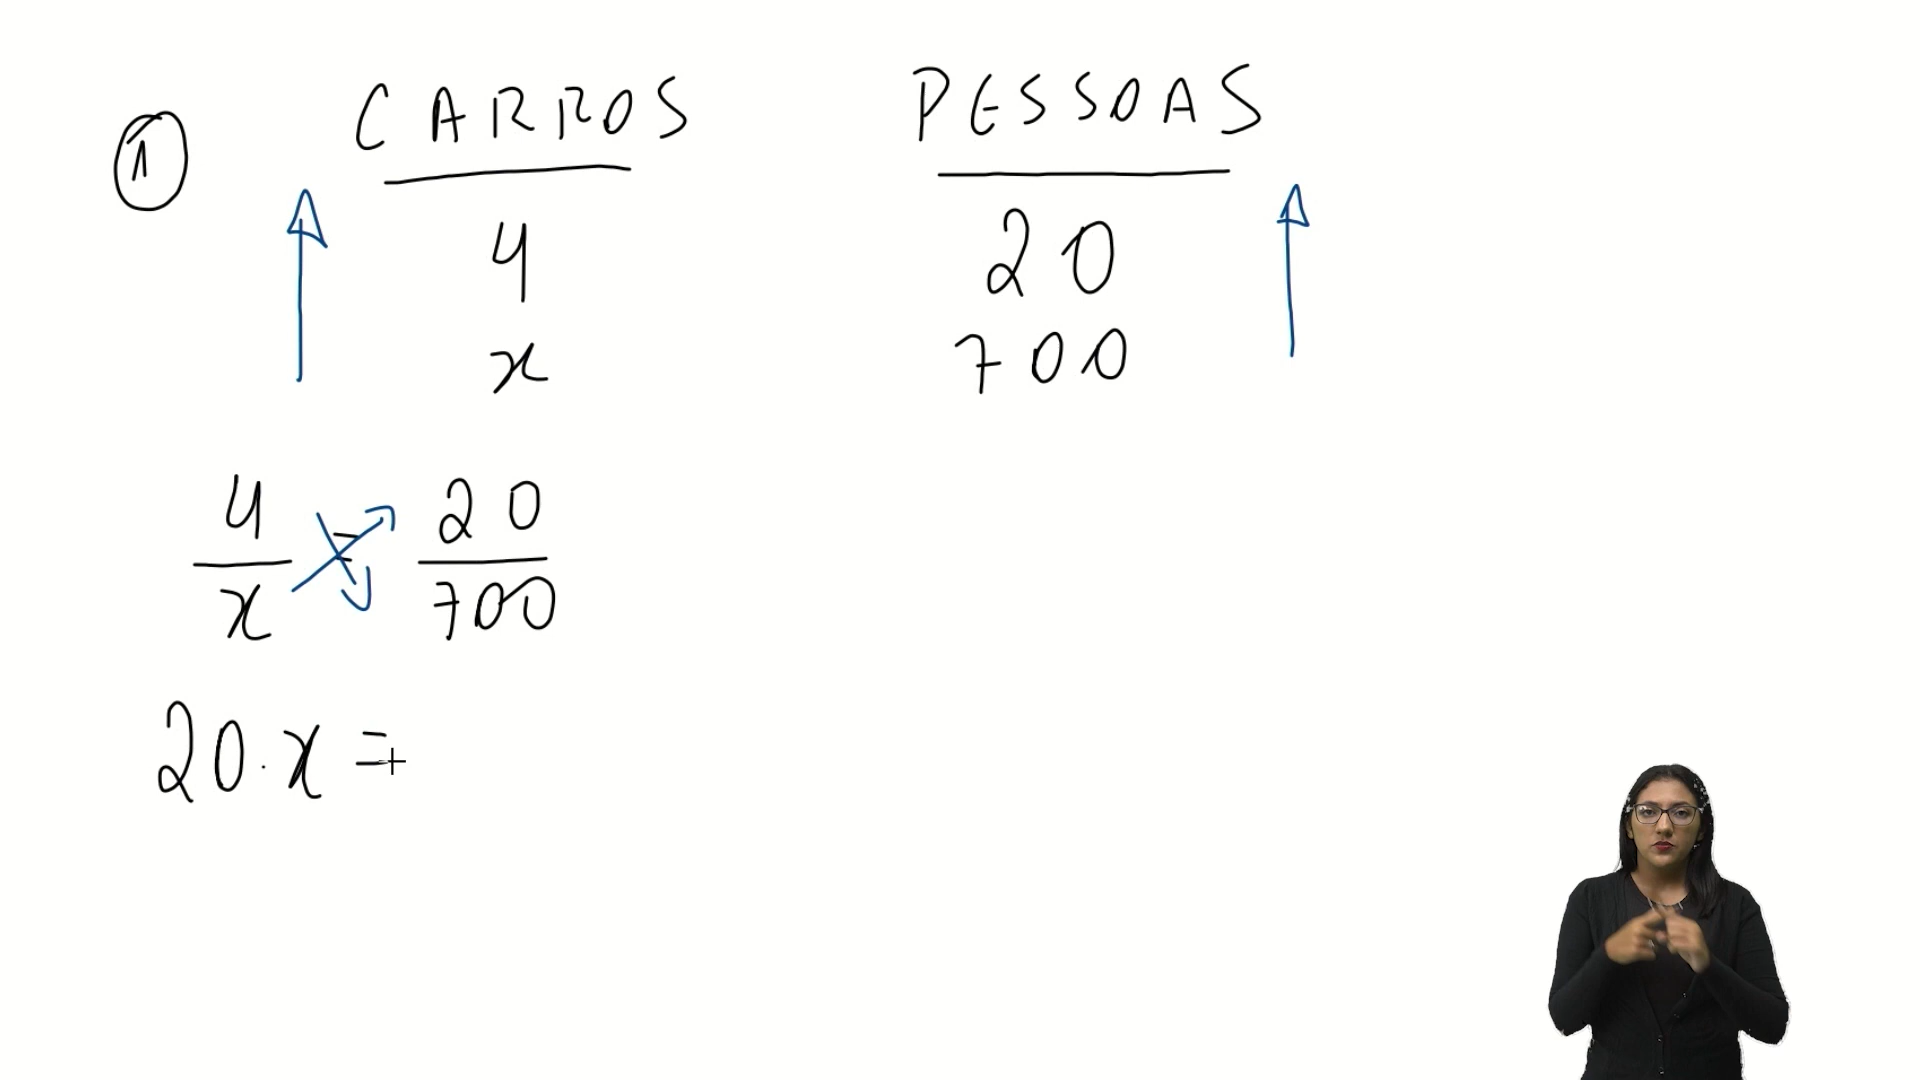 1 CARROS PESSOAS
4 20
x 700
4/x = 20/700
20.x =